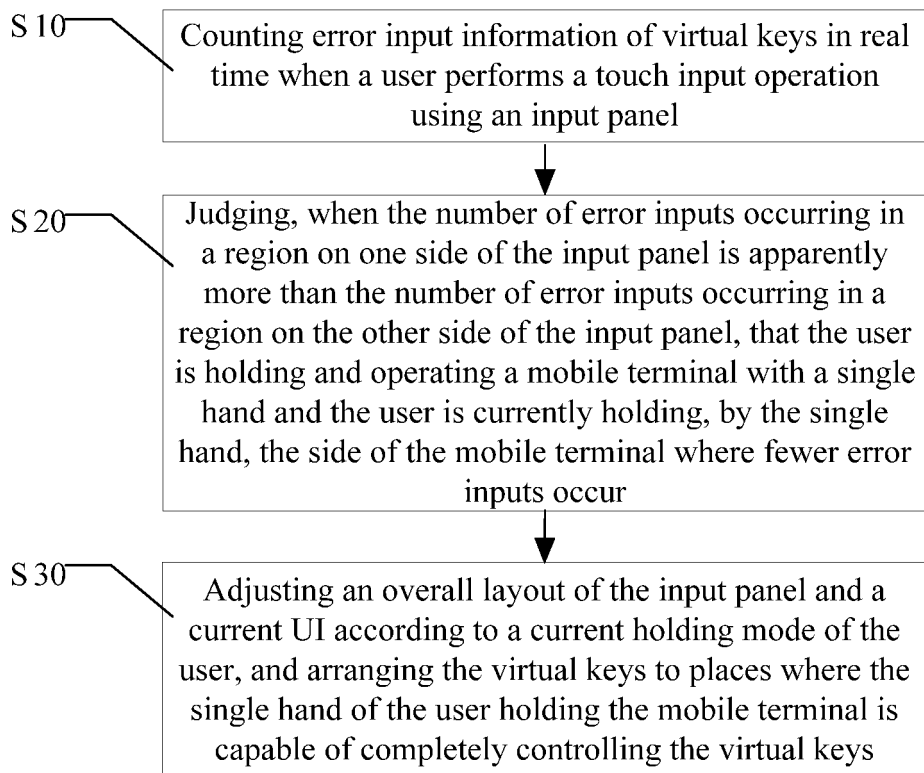 S10
Counting error input information of virtual keys in real
time when a user performs a touch input operation
using an input panel
S20
Judging, when the number of error inputs occurring in
a region on one side of the input panel is apparently
more than the number of error inputs occurring in a
region on the other side of the input panel, that the user
is holding and operating a mobile terminal with a single
hand and the user is currently holding, by the single
hand, the side of the mobile terminal where fewer error
inputs occur
S30
Adjusting an overall layout of the input panel and a
current UI according to a current holding mode of the
user, and arranging the virtual keys to places where the
single hand of the user holding the mobile terminal is
capable of completely controlling the virtual keys